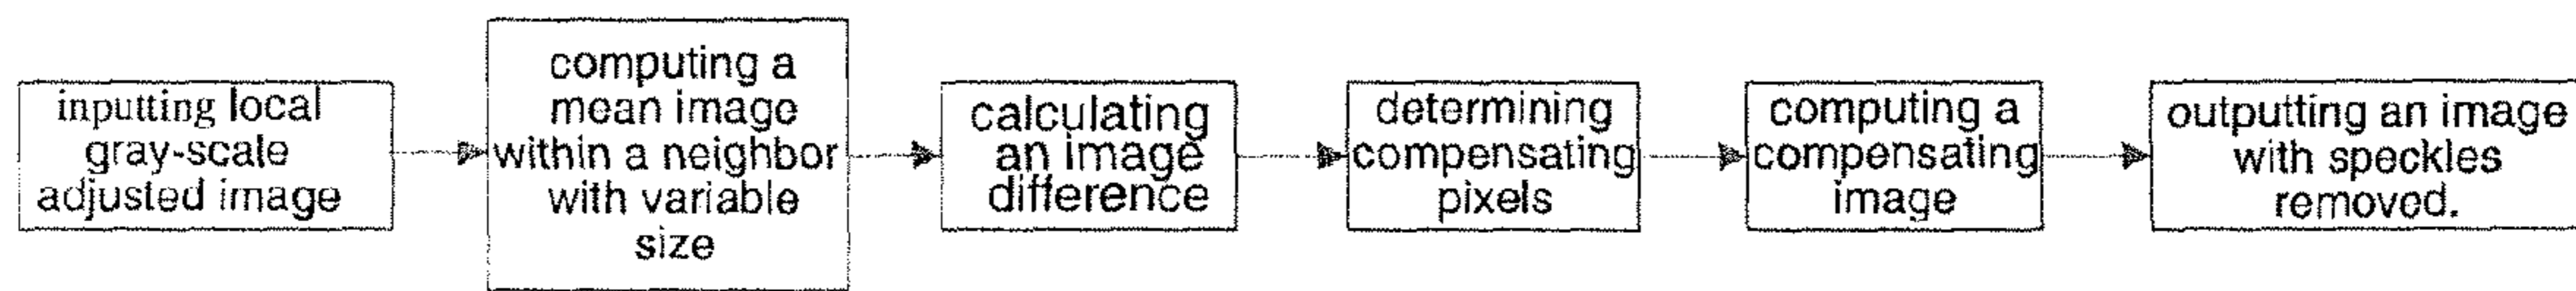 inputting local
gray-scale
adjusted image
computing a
mean image
within a neighbor
with variable
size
calculating
an image
difference
determining
compensating
pixels
computing a
compensating
image
outputting an image
with speckles
removed.